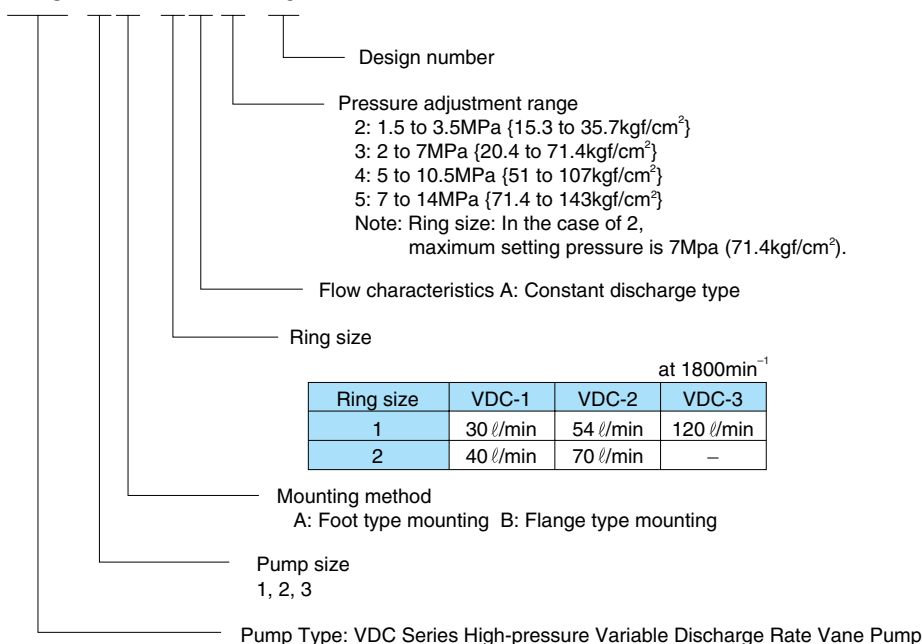 Design number
Pressure adjustment range
2: 1.5 to 3.5MPa {15.3 to 35.7kgf/cm²}
3: 2 to 7MPa {20.4 to 71.4kgf/cm²}
4: 5 to 10.5MPa {51 to 107kgf/cm²}
5: 7 to 14MPa {71.4 to 143kgf/cm²}
Note: Ring size: In the case of 2,
maximum setting pressure is 7Mpa (71.4kgf/cm²).
Flow characteristics A: Constant discharge type
Ring size
at 1800min⁻¹
Ring size VDC-1 VDC-2 VDC-3
1 30 ℓ/min 54 ℓ/min 120 ℓ/min
2 40 ℓ/min 70 ℓ/min –
Mounting method
A: Foot type mounting B: Flange type mounting
Pump size
1, 2, 3
Pump Type: VDC Series High-pressure Variable Discharge Rate Vane Pump